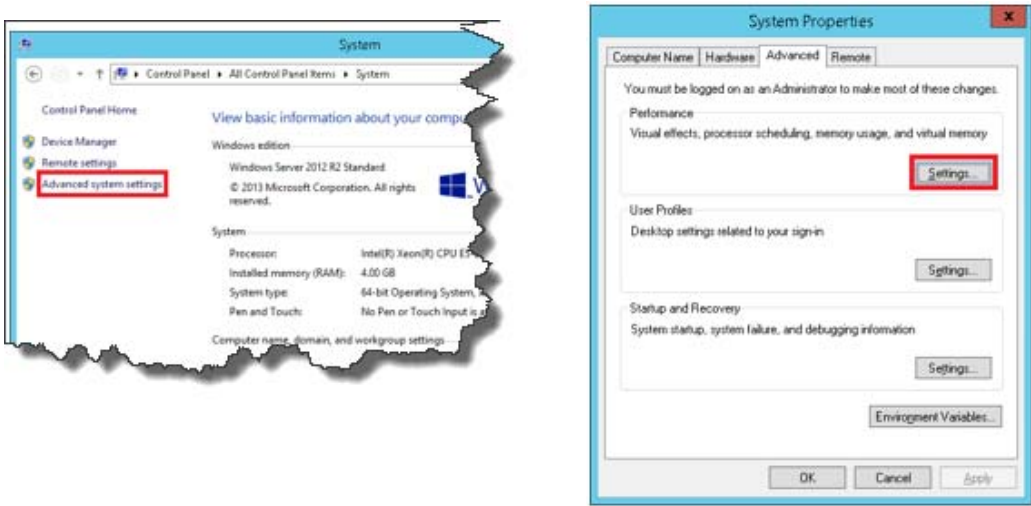 System
Control Panel ▸ All Control Panel Items ▸ System
Control Panel Home
Device Manager
Remote settings
Advanced system settings
View basic information about your
Windows edition
Windows Server 2012 R2 Standard
© 2013 Microsoft Corporation. All rights
reserved.
System
Processor: Intel(R) Xeon(R) CPU
Installed memory (RAM): 4.00 GB
System type: 64-bit Operating System,
Pen and Touch: No Pen or Touch Input is
Computer name, domain, and workgroup settings
System Properties
Computer Name
Hardware
Advanced
Remote
You must be logged on as an Administrator to make most of these changes.
Performance
Visual effects, processor scheduling, memory usage, and virtual memory
Settings...
User Profiles
Desktop settings related to your sign-in
Settings...
Startup and Recovery
System startup, system failure, and debugging information
Settings...
Environment Variables...
OK
Cancel
Apply